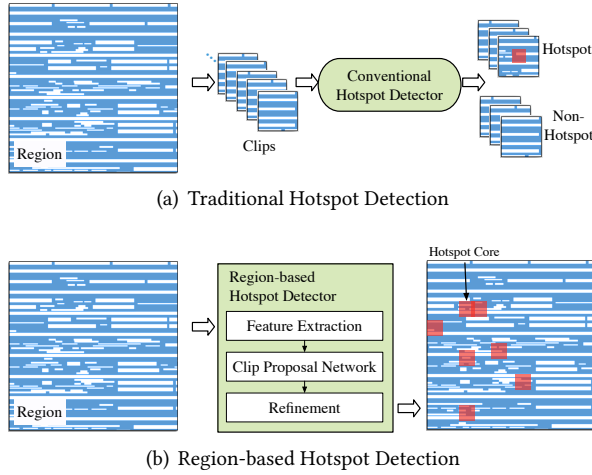 Region
Clips
Conventional
Hotspot Detector
Hotspot
Non-
Hotspot
(a) Traditional Hotspot Detection
Region
Region-based
Hotspot Detector
Feature Extraction
Clip Proposal Network
Refinement
Hotspot Core
(b) Region-based Hotspot Detection